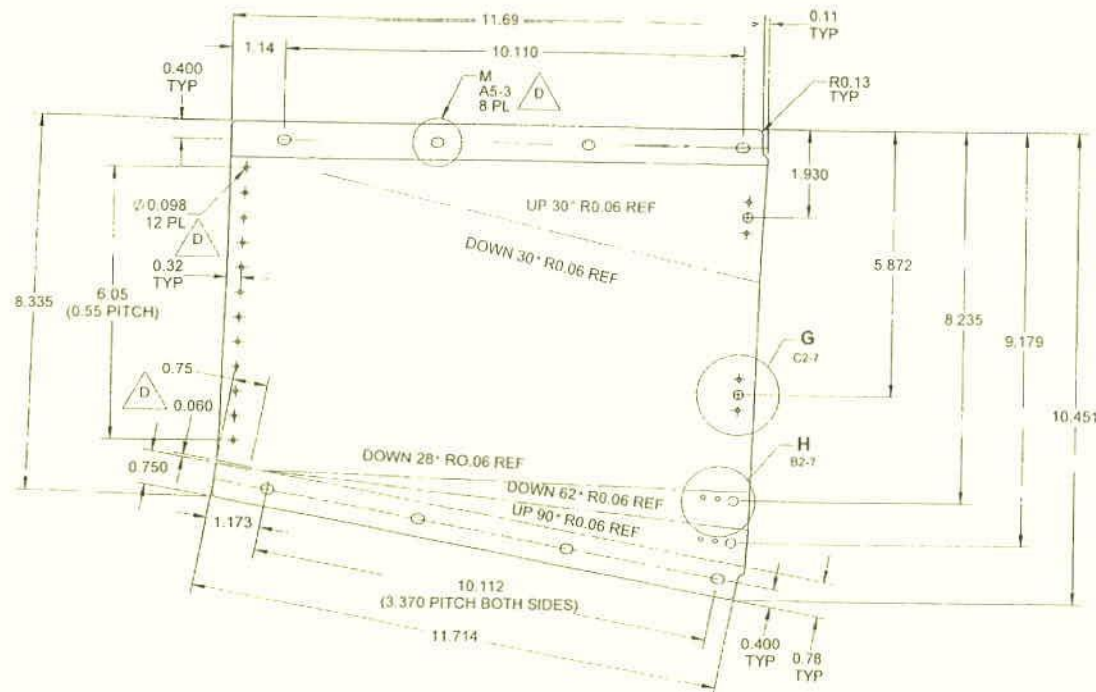 11.69
0.11
TYP
1.14
10.110
0.400
TYP
M
A5-3
8 PL
D
R0.13
TYP
1.930
Ø0.098
12 PL
D
UP 30° R0.06 REF
DOWN 30° R0.06 REF
0.32
TYP
5.872
8.335
6.05
(0.55 PITCH)
8.235
9.179
G
C2-7
0.75
D
0.060
10.451
H
B2-7
DOWN 28° RO.06 REF
0.750
DOWN 62° R0.06 REF
UP 90° R0.06 REF
1.173
10.112
(3.370 PITCH BOTH SIDES)
11.714
0.400
TYP
0.78
TYP